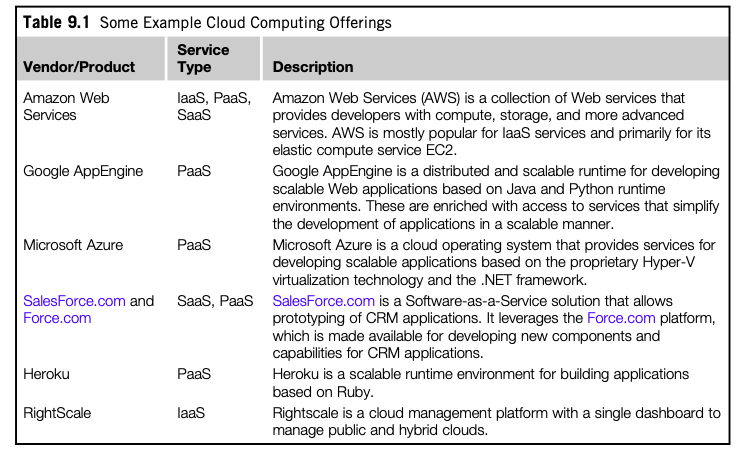 Table 9.1 Some Example Cloud Computing Offerings
Vendor/Product
Service
Type
Description
Amazon Web
Services
IaaS, PaaS,
SaaS
Amazon Web Services (AWS) is a collection of Web services that
provides developers with compute, storage, and more advanced
services. AWS is mostly popular for IaaS services and primarily for its
elastic compute service EC2.
Google AppEngine
PaaS
Google AppEngine is a distributed and scalable runtime for developing
scalable Web applications based on Java and Python runtime
environments. These are enriched with access to services that simplify
the development of applications in a scalable manner.
Microsoft Azure
PaaS
Microsoft Azure is a cloud operating system that provides services for
developing scalable applications based on the proprietary Hyper-V
virtualization technology and the .NET framework.
SalesForce.com and
Force.com
SaaS, PaaS
SalesForce.com is a Software-as-a-Service solution that allows
prototyping of CRM applications. It leverages the Force.com platform,
which is made available for developing new components and
capabilities for CRM applications.
Heroku
PaaS
Heroku is a scalable runtime environment for building applications
based on Ruby.
RightScale
IaaS
Rightscale is a cloud management platform with a single dashboard to
manage public and hybrid clouds.